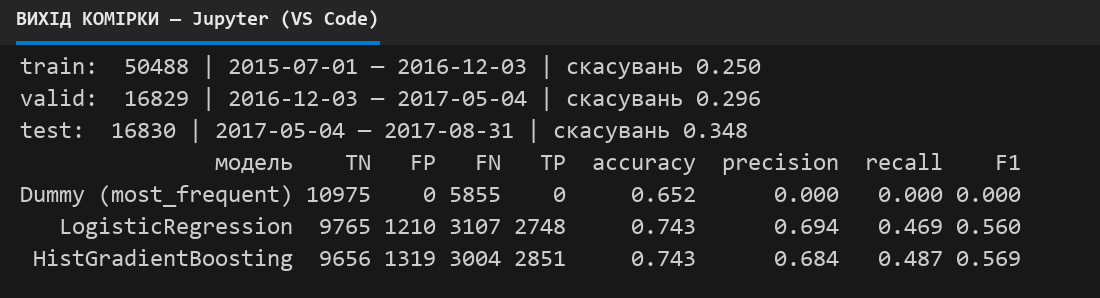 ВИХІД КОМІРКИ — Jupyter (VS Code)
train:  50488 | 2015-07-01 — 2016-12-03 | скасувань 0.250
valid:  16829 | 2016-12-03 — 2017-05-04 | скасувань 0.296
test:  16830 | 2017-05-04 — 2017-08-31 | скасувань 0.348
модель    TN   FP   FN   TP  accuracy  precision  recall    F1
Dummy (most_frequent) 10975    0 5855    0     0.652      0.000   0.000 0.000
LogisticRegression  9765 1210 3107 2748     0.743      0.694   0.469 0.560
HistGradientBoosting  9656 1319 3004 2851     0.743      0.684   0.487 0.569